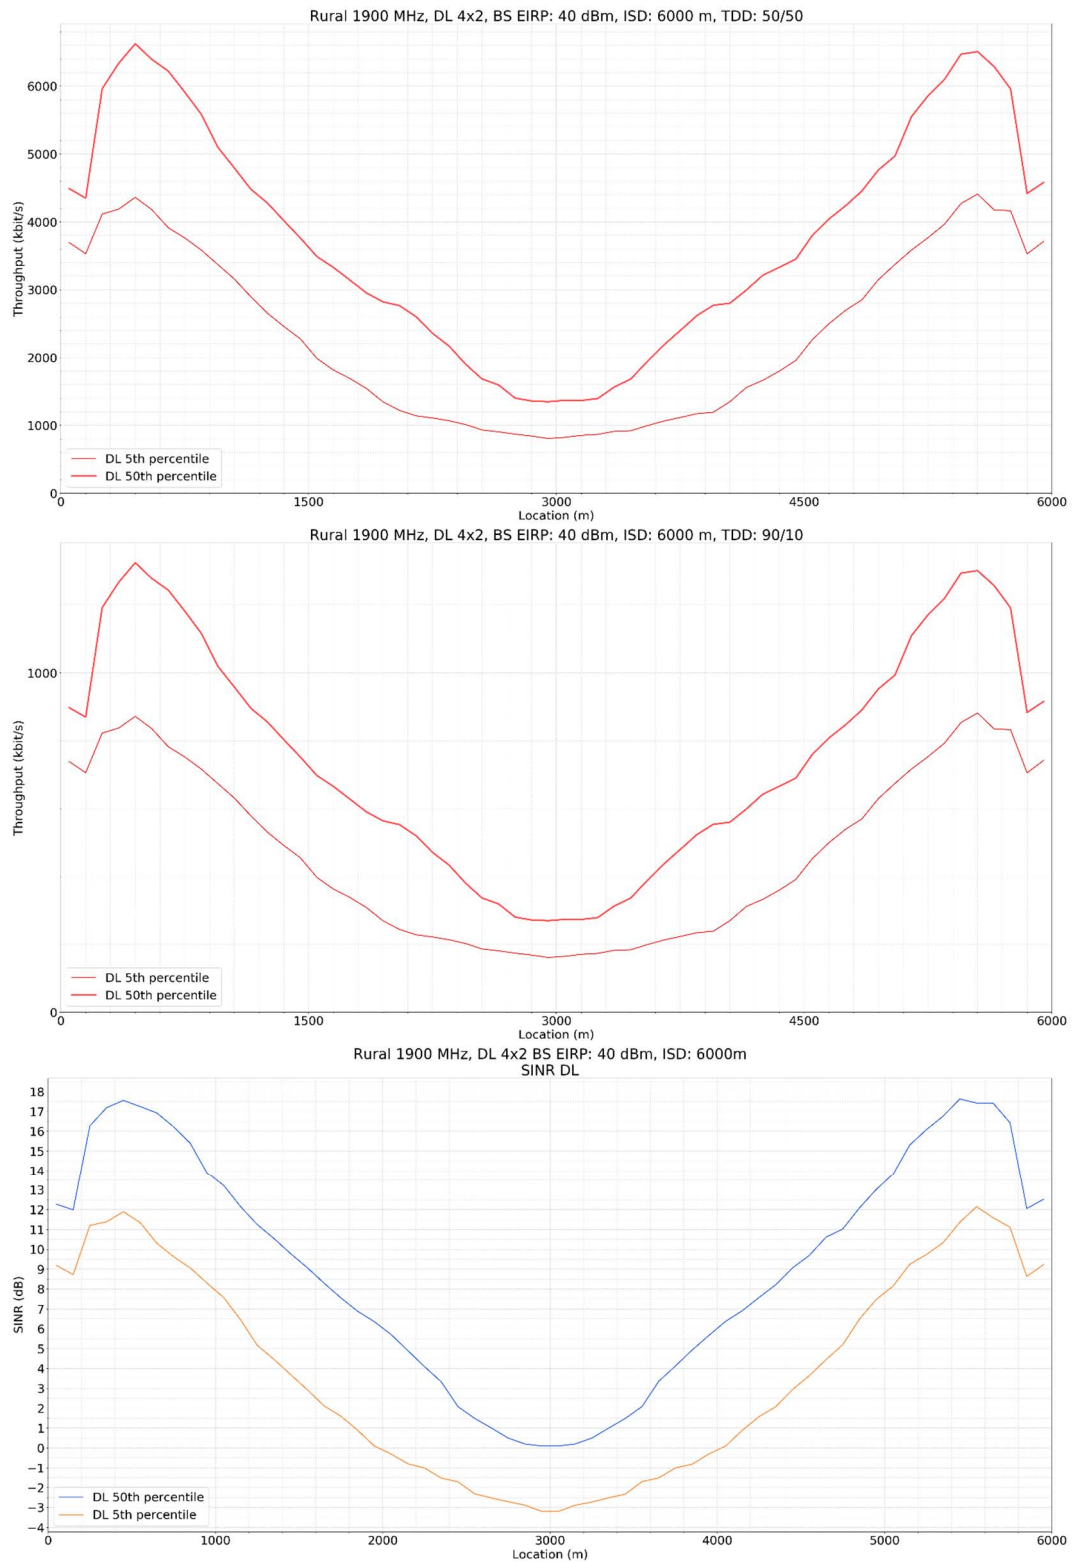 Rural 1900 MHz, DL 4x2, BS EIRP: 40 dBm, ISD: 6000 m, TDD: 50/50
6000
5000
4000
3000
2000
1000
0
Throughput (kbit/s)
DL 5th percentile
DL 50th percentile
0 1500 3000 4500 6000
Location (m)
Rural 1900 MHz, DL 4x2, BS EIRP: 40 dBm, ISD: 6000 m, TDD: 90/10
1000
0
Throughput (kbit/s)
DL 5th percentile
DL 50th percentile
0 1500 3000 4500 6000
Location (m)
Rural 1900 MHz, DL 4x2 BS EIRP: 40 dBm, ISD: 6000m
SINR DL
18
17
16
15
14
13
12
11
10
9
8
7
6
5
4
3
2
1
0
−1
−2
−3
−4
SINR (dB)
DL 50th percentile
DL 5th percentile
0 1000 2000 3000 4000 5000 6000
Location (m)